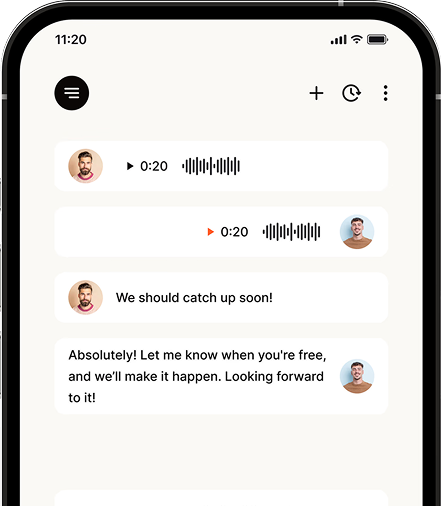 11:20
0:20
0:20
We should catch up soon!
Absolutely! Let me know when you're free,
and we’ll make it happen. Looking forward
to it!